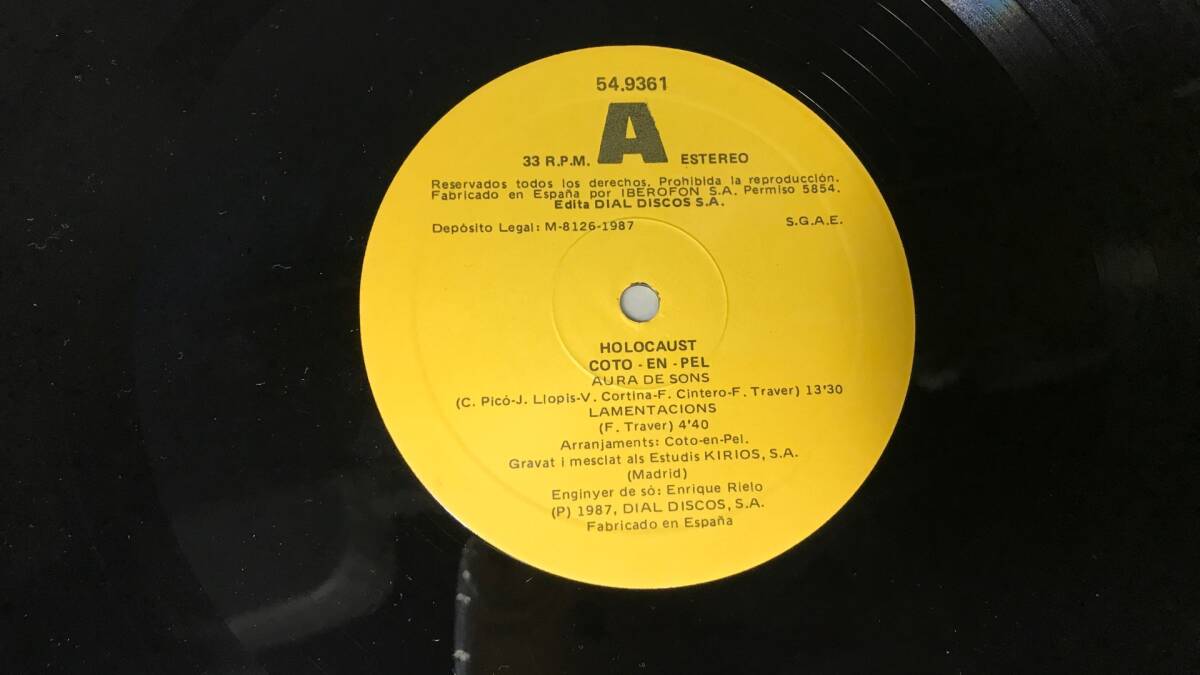 54.9361
33 R.P.M. A ESTEREO
Reservados todos los derechos. Prohibida la reproducción.
Fabricado en España por IBEROFON S.A. Permiso 5854.
Edita DIAL DISCOS S.A.
Depósito Legal: M-8126-1987 S.G.A.E.
HOLOCAUST
COTO - EN - PEL
AURA DE SONS
(C. Picó-J. Llopis-V. Cortina-F. Cintero-F. Traver) 13'30
LAMENTACIONS
(F. Traver) 4'40
Arranjaments: Coto-en-Pel.
Gravat i mesclat als Estudis KIRIOS, S.A.
(Madrid)
Enginyer de só: Enrique Rielo
(P) 1987, DIAL DISCOS, S.A.
Fabricado en España